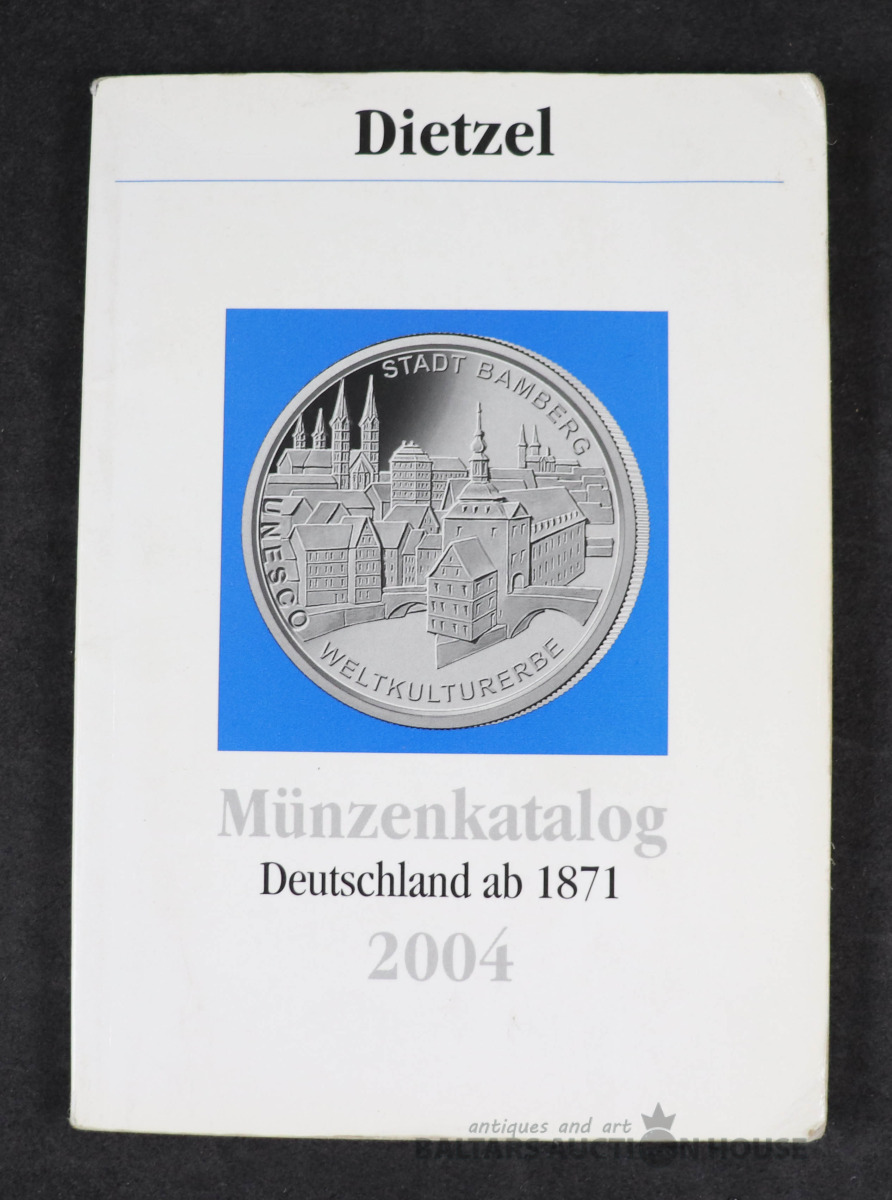 Dietzel
STADT BAMBERG
UNESCO
WELTKULTURERBE
Münzenkatalog
Deutschland ab 1871
2004
antiques and art
BALTARS AUCTION HOUSE